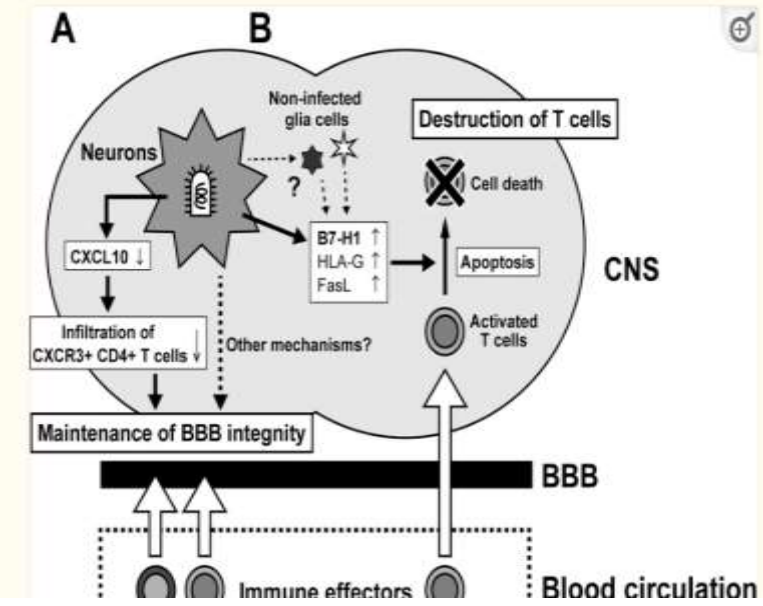 A
B
Non-infected
glia cells
Destruction of T cells
Neurons
?
Cell death
B7-H1 ↑
HLA-G ↑
FasL ↑
CXCL10 ↓
Apoptosis
CNS
Infiltration of
CXCR3+ CD4+ T cells ↓
Other mechanisms?
Activated
T cells
Maintenance of BBB integnity
BBB
Immune effectors
Blood circulation